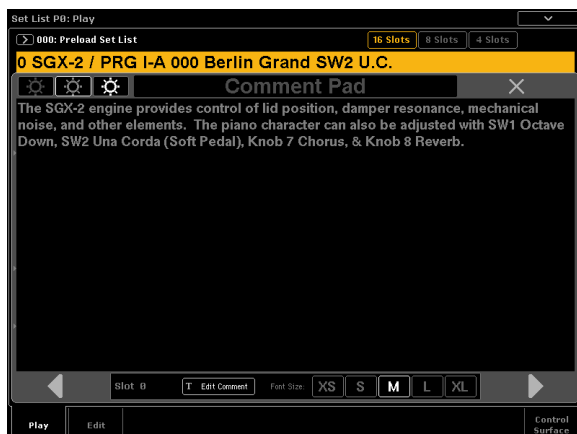 Set List P0: Play
000: Preload Set List
16 Slots
8 Slots
4 Slots
0 SGX-2 / PRG I-A 000 Berlin Grand SW2 U.C.
Comment Pad
The SGX-2 engine provides control of lid position, damper resonance, mechanical
noise, and other elements. The piano character can also be adjusted with SW1 Octave
Down, SW2 Una Corda (Soft Pedal), Knob 7 Chorus, & Knob 8 Reverb.
Slot 0
T Edit Comment
Font Size:
XS
S
M
L
XL
Play
Edit
Control
Surface